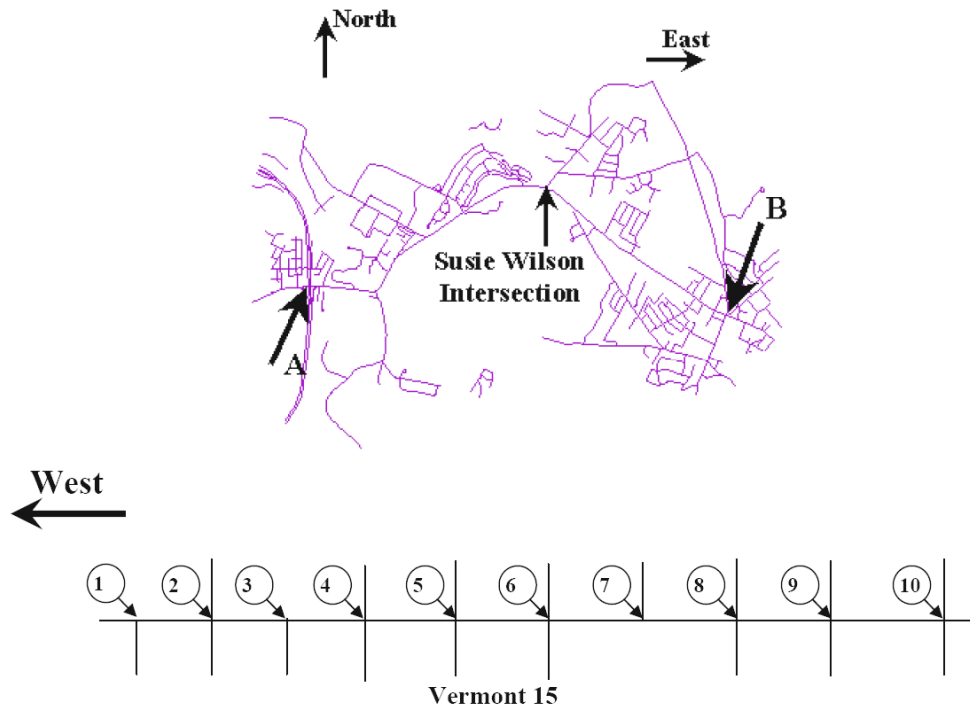 North
East
B
Susie Wilson
Intersection
A
West
1 2 3 4 5 6 7 8 9 10
Vermont 15